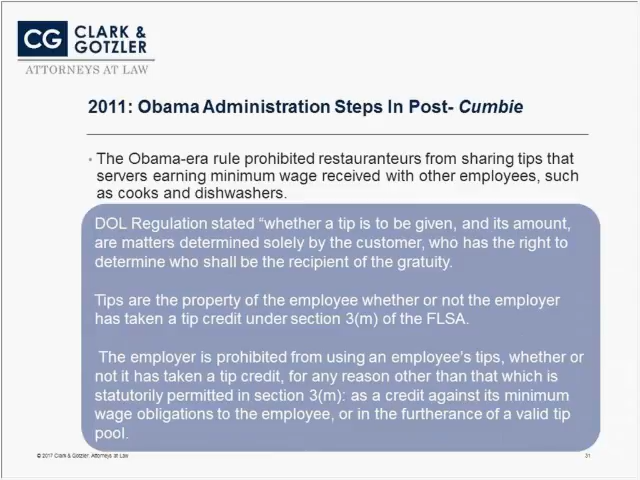 CG CLARK & GOTZLER
ATTORNEYS AT LAW
2011: Obama Administration Steps In Post- Cumbie
• The Obama-era rule prohibited restauranteurs from sharing tips that
servers earning minimum wage received with other employees, such
as cooks and dishwashers.
DOL Regulation stated “whether a tip is to be given, and its amount,
are matters determined solely by the customer, who has the right to
determine who shall be the recipient of the gratuity.
Tips are the property of the employee whether or not the employer
has taken a tip credit under section 3(m) of the FLSA.
The employer is prohibited from using an employee’s tips, whether or
not it has taken a tip credit, for any reason other than that which is
statutorily permitted in section 3(m): as a credit against its minimum
wage obligations to the employee, or in the furtherance of a valid tip
pool.
© 2017 Clark & Gotzler, Attorneys at Law
31